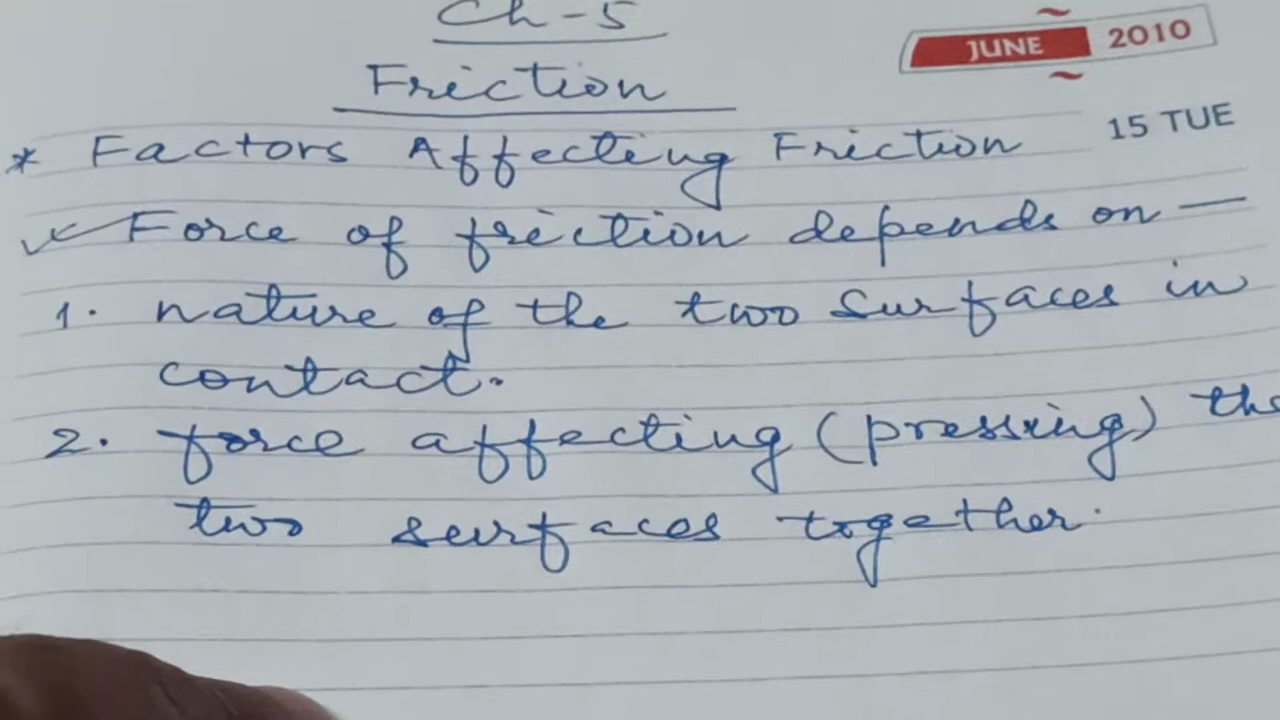 Ch-5
JUNE 2010
Friction
15 TUE
* Factors Affecting Friction
Force of friction depends on —
1. nature of the two surfaces in
contact.
2. force affecting (pressing) the
two surfaces together.